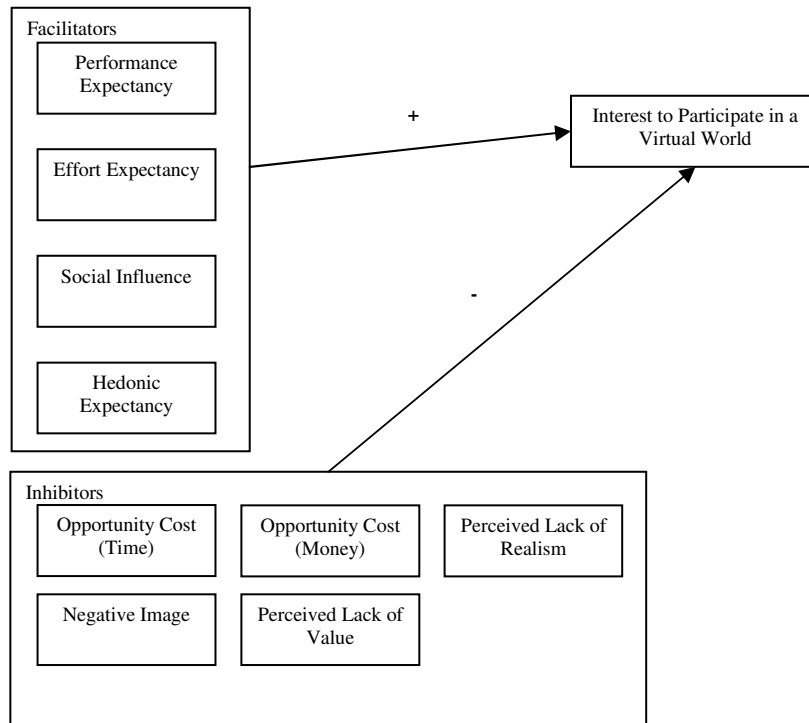 Facilitators
Performance
Expectancy
Effort Expectancy
Social Influence
Hedonic
Expectancy
+
Interest to Participate in a
Virtual World
-
Inhibitors
Opportunity Cost
(Time)
Opportunity Cost
(Money)
Perceived Lack of
Realism
Negative Image
Perceived Lack of
Value